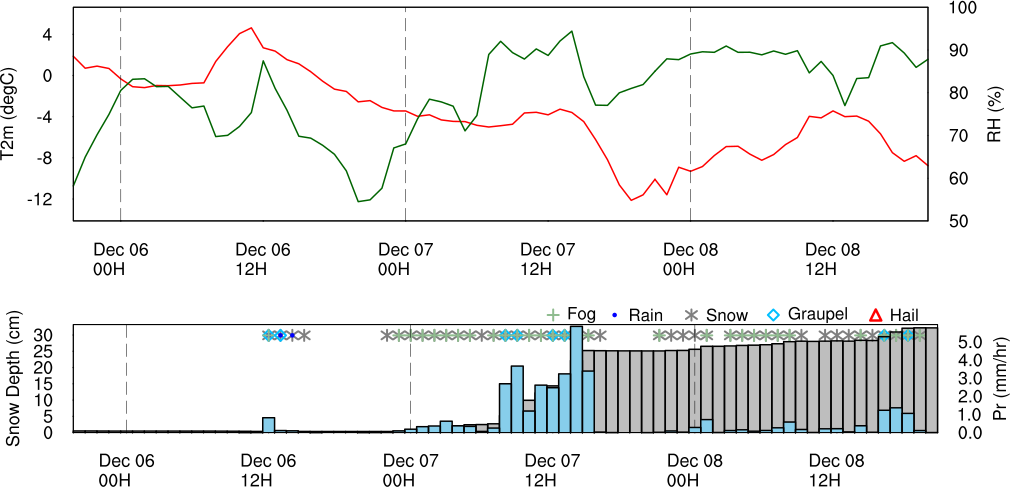 100
4
90
0
80
-4
70
-8
60
-12
50
T2m (degC)
RH (%)
Dec 06 Dec 06 Dec 07 Dec 07 Dec 08 Dec 08
00H 12H 00H 12H 00H 12H
Fog Rain Snow Graupel Hail
30
25
20
15
10
5
0
Snow Depth (cm)
5.0
4.0
3.0
2.0
1.0
0.0
Pr (mm/hr)
Dec 06 Dec 06 Dec 07 Dec 07 Dec 08 Dec 08
00H 12H 00H 12H 00H 12H